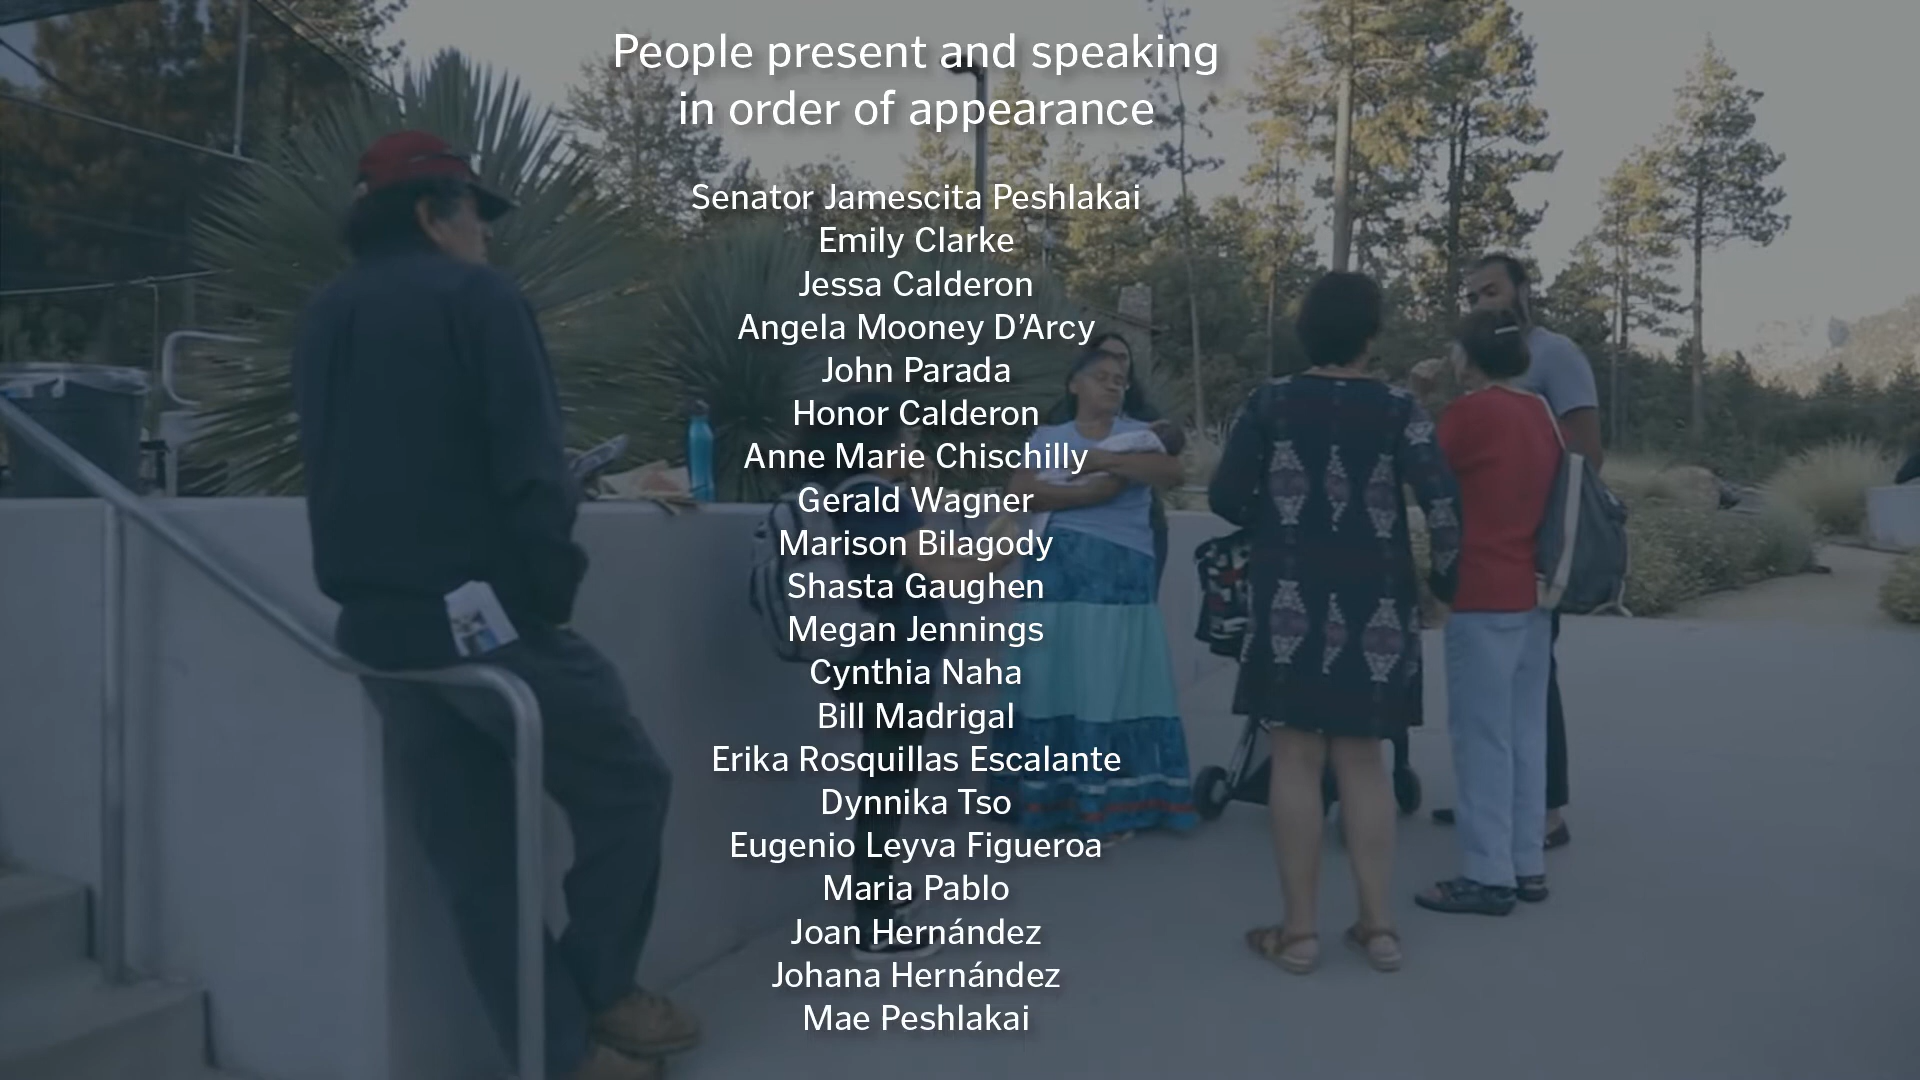 People present and speaking
in order of appearance
Senator Jamescita Peshlakai
Emily Clarke
Jessa Calderon
Angela Mooney D’Arcy
John Parada
Honor Calderon
Anne Marie Chischilly
Gerald Wagner
Marison Bilagody
Shasta Gaughen
Megan Jennings
Cynthia Naha
Bill Madrigal
Erika Rosquillas Escalante
Dynnika Tso
Eugenio Leyva Figueroa
Maria Pablo
Joan Hernández
Johana Hernández
Mae Peshlakai